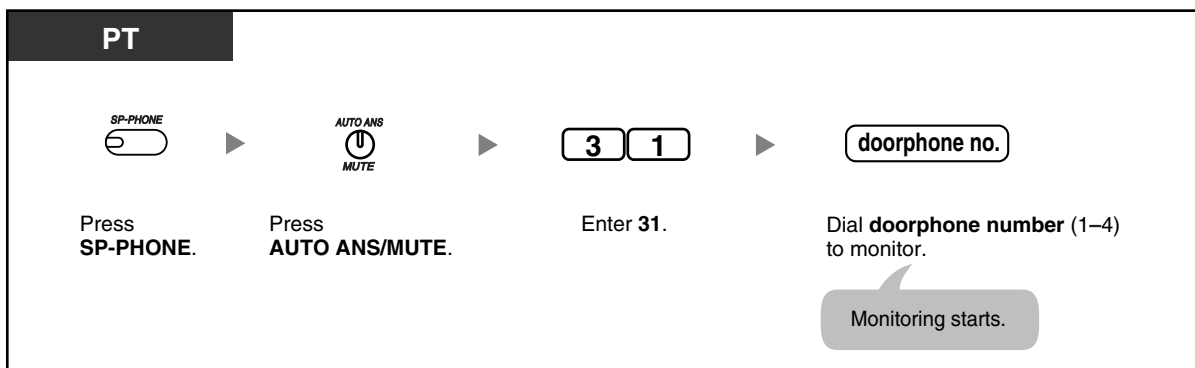 PT
SP-PHONE
AUTO ANS
MUTE
3 1
doorphone no.
Press
SP-PHONE.
Press
AUTO ANS/MUTE.
Enter 31.
Dial doorphone number (1–4)
to monitor.
Monitoring starts.